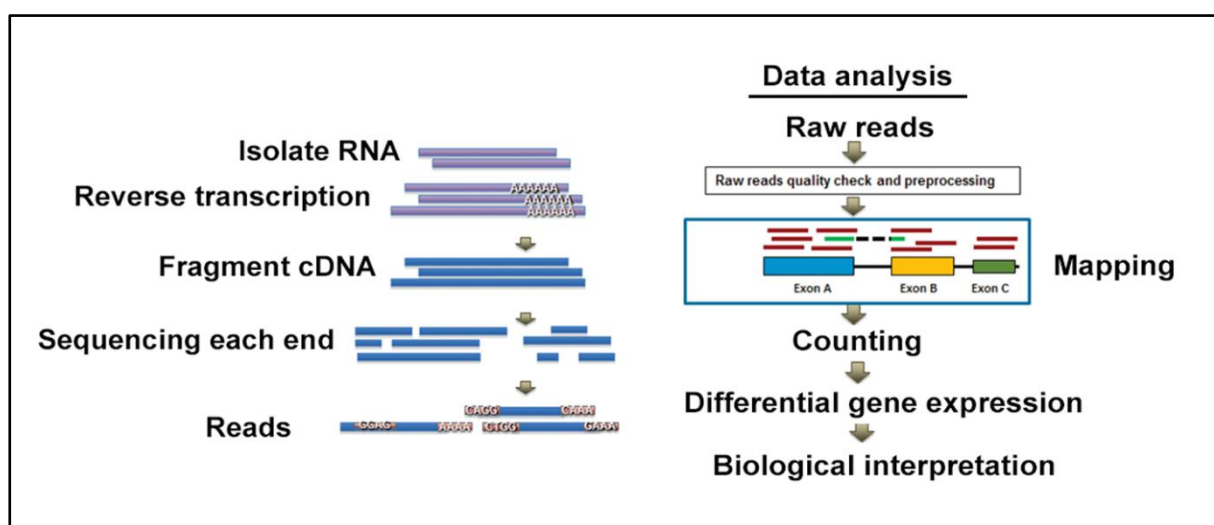 Isolate RNA
Reverse transcription
AAAAAA
AAAAAA
AAAAAA
Fragment cDNA
Sequencing each end
Reads
CAGG CAAA
GGAG AAAA CTGG GAAA
Data analysis
Raw reads
Raw reads quality check and preprocessing
Exon A Exon B Exon C
Mapping
Counting
Differential gene expression
Biological interpretation